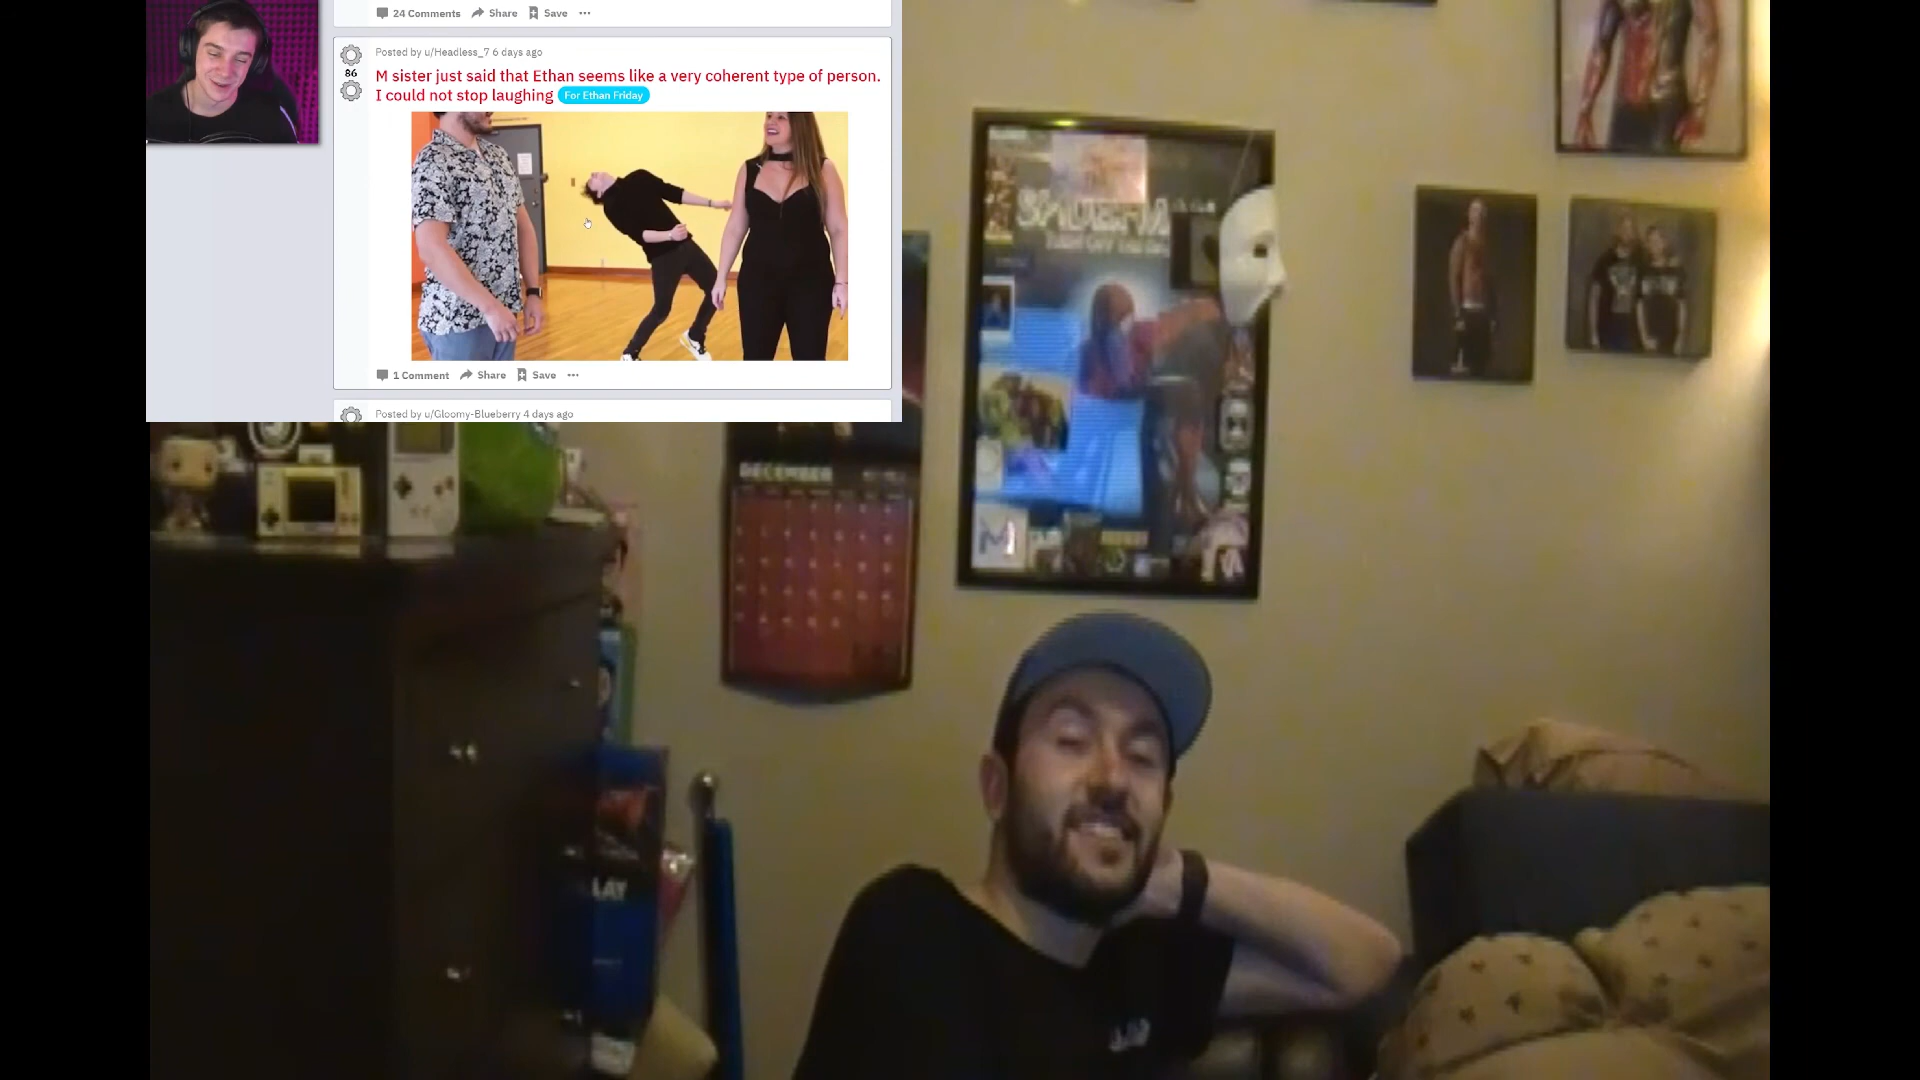 24 Comments Share Save
Posted by u/Headless_7 6 days ago
86
M sister just said that Ethan seems like a very coherent type of person.
I could not stop laughing For Ethan Friday
1 Comment Share Save
Posted by u/Gloomy-Blueberry 4 days ago
DECEMBER
LAY